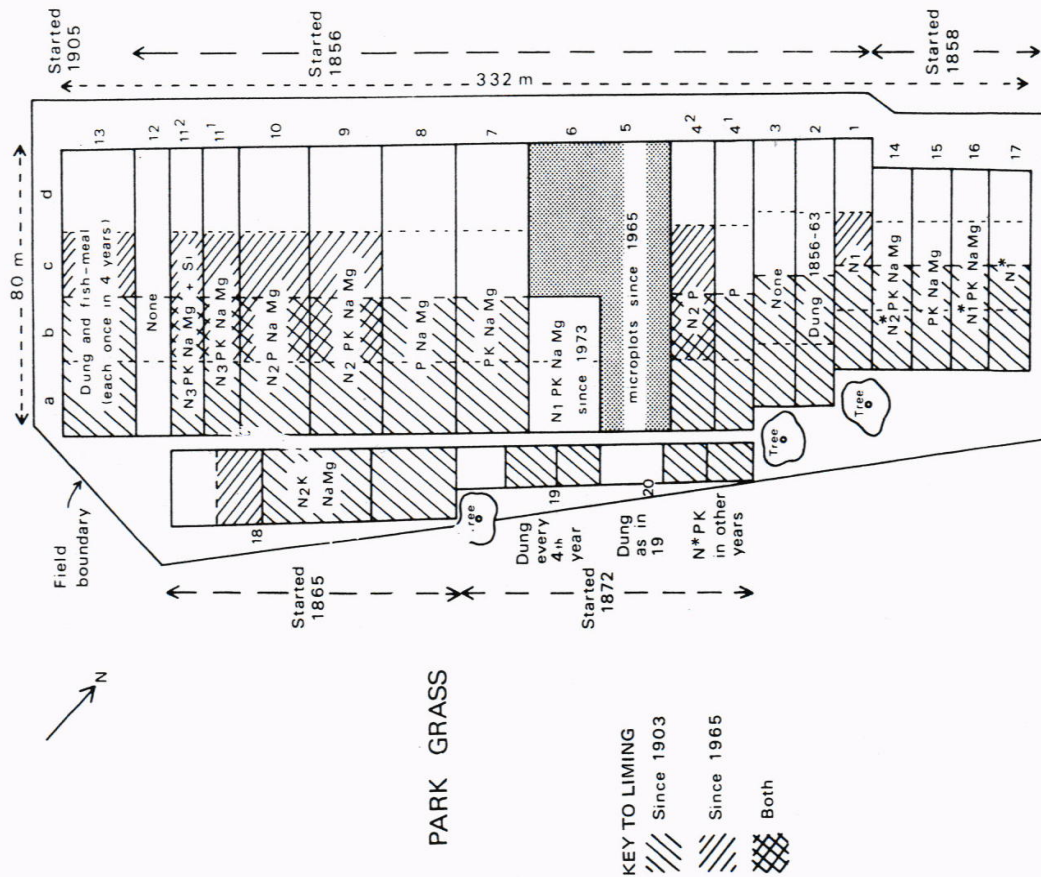 Started
1905
Started
1856
Started
1858
332 m
80 m
a
b
c
d
13
12
11²
11¹
10
9
8
7
6
5
4²
4¹
3
2
1
14
15
16
17
Dung and fish-meal
(each once in 4 years)
None
N3PK Na Mg + Si
N3PK Na Mg
N2P Na Mg
N2 PK Na Mg
P Na Mg
PK Na Mg
N1 PK Na Mg
since 1973
microplots since 1965
N2 P
P
None
Dung 1856-63
N1
N2*PK Na Mg
PK Na Mg
N1*PK Na Mg
N1*
Field
boundary
18
N2K
NaMg
19
20
Tree
Tree
Dung
every
4th
year
Dung
as in
19
N*PK
in other
years
Started
1865
Started
1872
N
PARK GRASS
KEY TO LIMING
Since 1903
Since 1965
Both